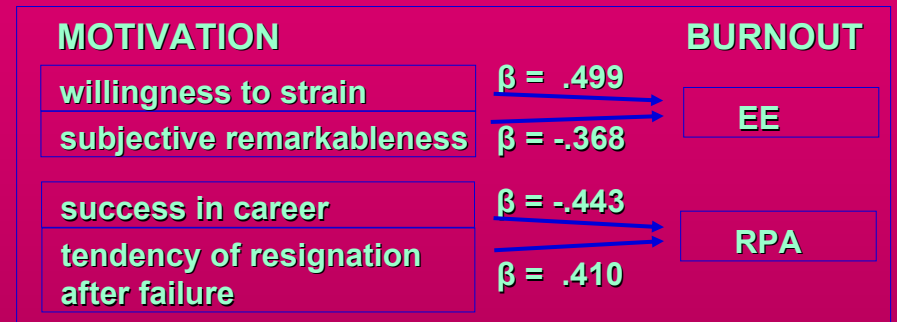 MOTIVATION BURNOUT
willingness to strain β = .499
EE
subjective remarkableness β = -.368
success in career β = -.443
RPA
tendency of resignation
after failure β = .410